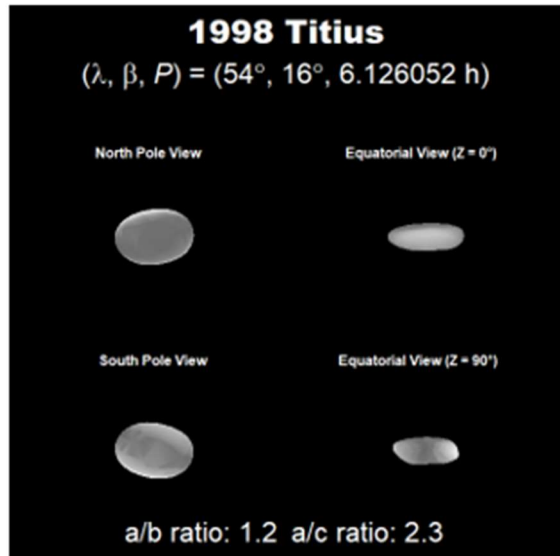 1998 Titius
(λ, β, P) = (54°, 16°, 6.126052 h)
North Pole View
Equatorial View (Z = 0°)
South Pole View
Equatorial View (Z = 90°)
a/b ratio: 1.2 a/c ratio: 2.3